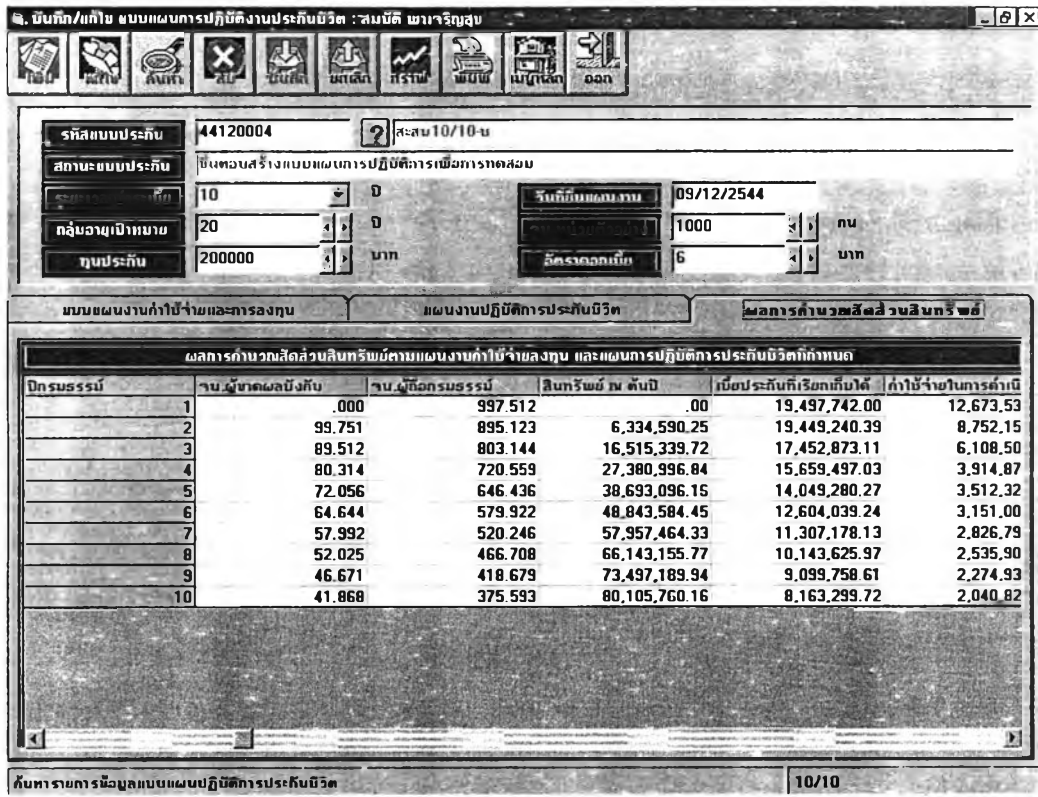 บันทึก/แก้ไข แบบแผนการปฏิบัติงานประกันชีวิต : สมบัติ
แก้ไข ค้นหา ลบ บันทึก ยกเลิก กราฟ พิมพ์ เมนูหลัก ออก
รหัสแบบประกัน 44120004 ? สะสม10/10-บ
สถานะแบบประกัน ขั้นตอนสร้างแบบแผนการปฏิบัติการเพื่อการทดสอบ
10 ปี วันที่ยื่นแผนงาน 09/12/2544
กลุ่มอายุเป้าหมาย 20 ปี 1000 คน
ทุนประกัน 200000 บาท อัตราดอกเบี้ย 6 บาท
แบบแผนงานค่าใช้จ่ายและการลงทุน แผนงานปฏิบัติการประกันชีวิต ผลการคำนวณสัดส่วนสินทรัพย์
ผลการคำนวณสัดส่วนสินทรัพย์ตามแผนงานค่าใช้จ่ายลงทุน และแผนการปฏิบัติการประกันชีวิตที่กำหนด
ปีกรมธรรม์ จน.ผู้ขาดผลบังคับ จน.ผู้ถือกรมธรรม์ สินทรัพย์ ณ ต้นปี เบี้ยประกันที่เรียกเก็บได้ ค่าใช้จ่ายในการดำเนิ
1 .000 997.512 .00 19,497,742.00 12,673,53
2 99.751 895.123 6,334,590.25 19,449,240.39 8,752,15
3 89.512 803.144 16,515,339.72 17,452,873.11 6,108,50
4 80.314 720.559 27,380,996.84 15,659,497.03 3,914,87
5 72.056 646.436 38,693,096.15 14,049,280.27 3,512,32
6 64.644 579.922 48,843,584.45 12,604,039.24 3,151,00
7 57.992 520.246 57,957,464.33 11,307,178.13 2,826,79
8 52.025 466.708 66,143,155.77 10,143,625.97 2,535,90
9 46.671 418.679 73,497,189.94 9,099,758.61 2,274,93
10 41.868 375.593 80,105,760.16 8,163,299.72 2,040,82
ค้นหารายการข้อมูลแบบแผนปฏิบัติการประกันชีวิต 10/10